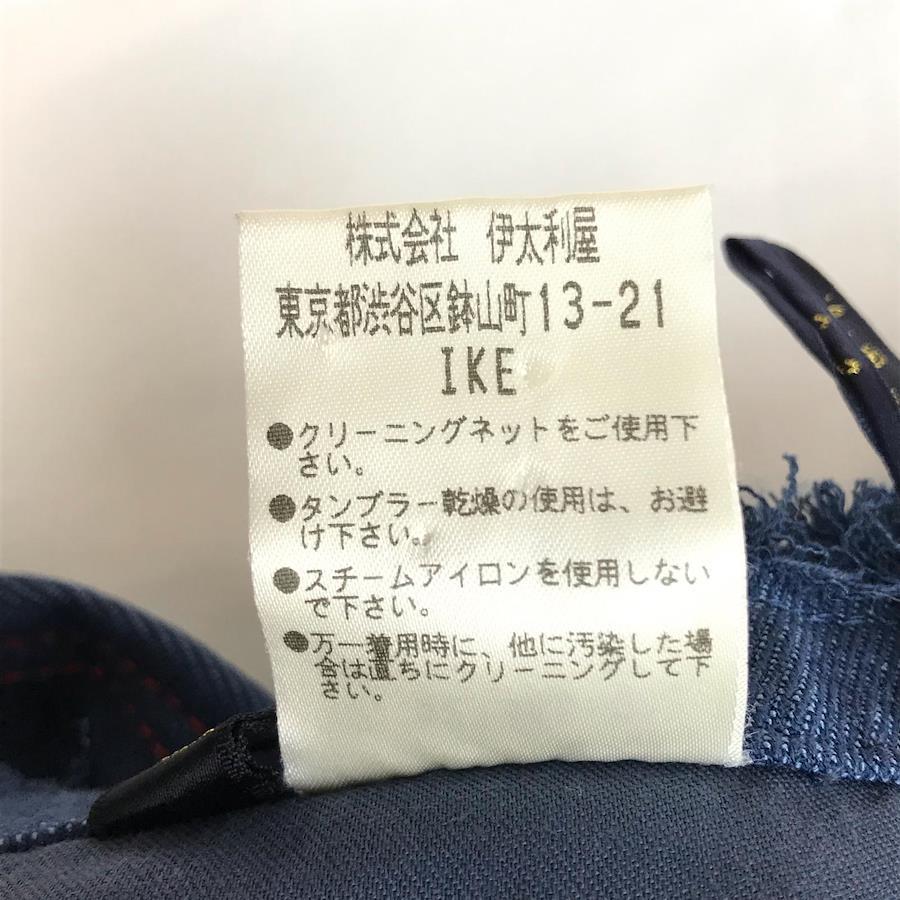 株式会社 伊太利屋
東京都渋谷区鉢山町13-21
IKE
●クリーニングネットをご使用下
さい。
●タンブラー乾燥の使用は、お避
け下さい。
●スチームアイロンを使用しない
で下さい。
●万一着用時に、他に汚染した場
合は直ちにクリーニングして下
さい。